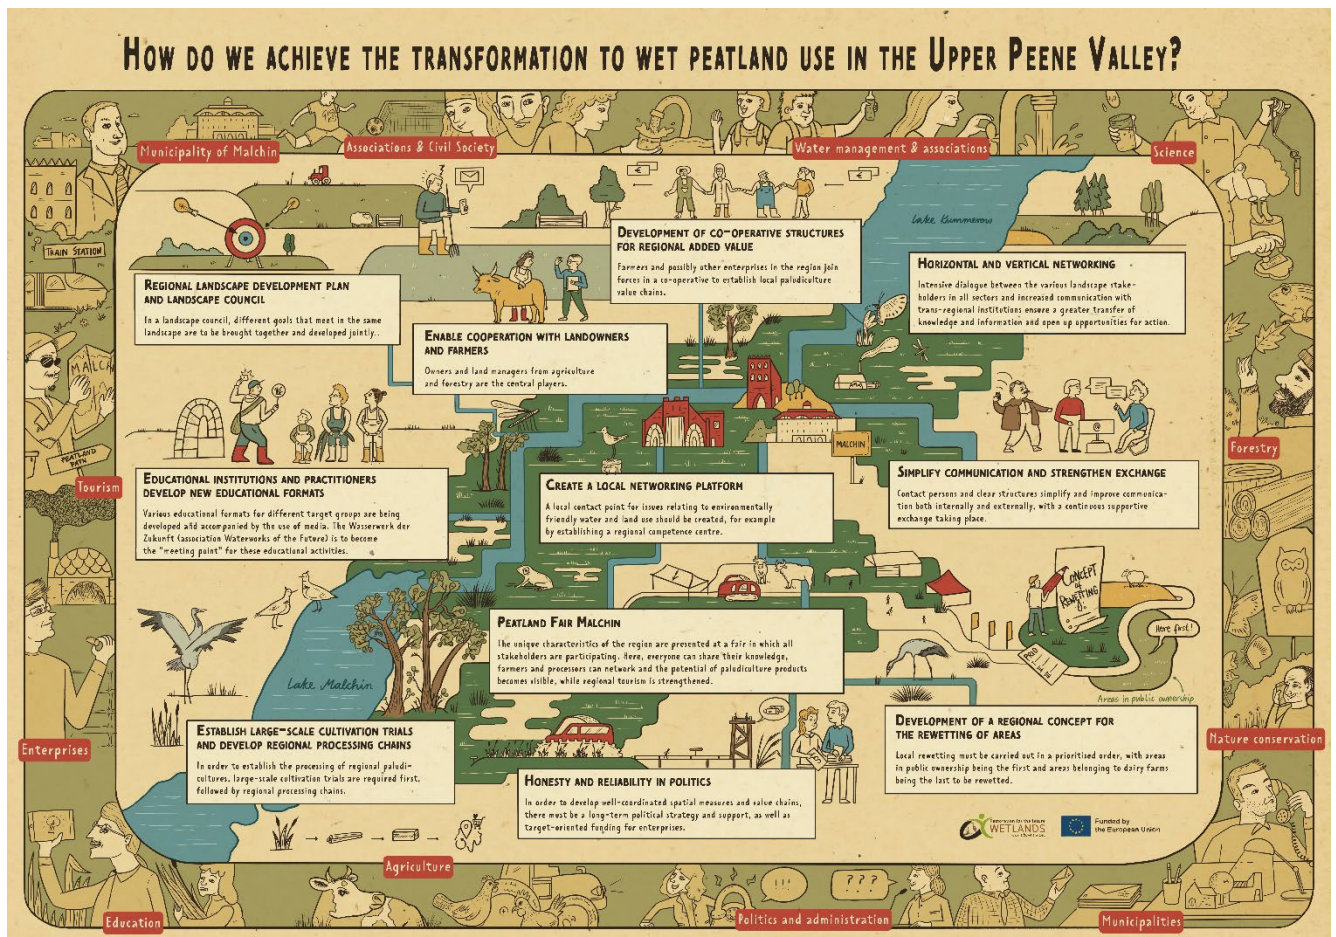 HOW DO WE ACHIEVE THE TRANSFORMATION TO WET PEATLAND USE IN THE UPPER PEENE VALLEY?
Municipality of Malchin
Associations & Civil Society
Water management & associations
Science
TRAIN STATION
Lake Kummerow
€
€
DEVELOPMENT OF CO-OPERATIVE STRUCTURES
FOR REGIONAL ADDED VALUE
Farmers and possibly other enterprises in the region join
forces in a co-operative to establish local paludiculture
value chains.
HORIZONTAL AND VERTICAL NETWORKING
Intensive dialogue between the various landscape stake-
holders in all sectors and increased communication with
trans-regional institutions ensure a greater transfer of
knowledge and information and open up opportunities for action.
REGIONAL LANDSCAPE DEVELOPMENT PLAN
AND LANDSCAPE COUNCIL
In a landscape council, different goals that meet in the same
landscape are to be brought together and developed jointly..
ENABLE COOPERATION WITH LANDOWNERS
AND FARMERS
Owners and land managers from agriculture
and forestry are the central players.
MALCH
PEATLAND
PATH
Tourism
MALCHIN
Forestry
EDUCATIONAL INSTITUTIONS AND PRACTITIONERS
DEVELOP NEW EDUCATIONAL FORMATS
Various educational formats for different target groups are being
developed and accompanied by the use of media. The Wasserwerk der
Zukunft (association Waterworks of the Future) is to become
the "meeting point" for these educational activities.
CREATE A LOCAL NETWORKING PLATFORM
A local contact point for issues relating to environmentally
friendly water and land use should be created, for example
by establishing a regional competence centre.
SIMPLIFY COMMUNICATION AND STRENGTHEN EXCHANGE
Contact persons and clear structures simplify and improve communica-
tion both internally and externally, with a continuous supportive
exchange taking place.
CONCEPT
of
REWETTING
Here first!
Areas in public ownership
PEATLAND FAIR MALCHIN
The unique characteristics of the region are presented at a fair in which all
stakeholders are participating. Here, everyone can share their knowledge,
farmers and processors can network and the potential of paludiculture products
becomes visible, while regional tourism is strengthened.
Lake Malchin
ESTABLISH LARGE-SCALE CULTIVATION TRIALS
AND DEVELOP REGIONAL PROCESSING CHAINS
In order to establish the processing of regional paludi-
cultures, large-scale cultivation trials are required first,
followed by regional processing chains.
DEVELOPMENT OF A REGIONAL CONCEPT FOR
THE REWETTING OF AREAS
Local rewetting must be carried out in a prioritised order, with areas
in public ownership being the first and areas belonging to dairy farms
being the last to be rewetted.
HONESTY AND RELIABILITY IN POLITICS
In order to develop well-coordinated spatial measures and value chains,
there must be a long-term political strategy and support, as well as
target-oriented funding for enterprises.
Enterprises
Nature conservation
WETLANDS
Funded by
the European Union
Agriculture
!!!
???
Education
Politics and administration
Municipalities